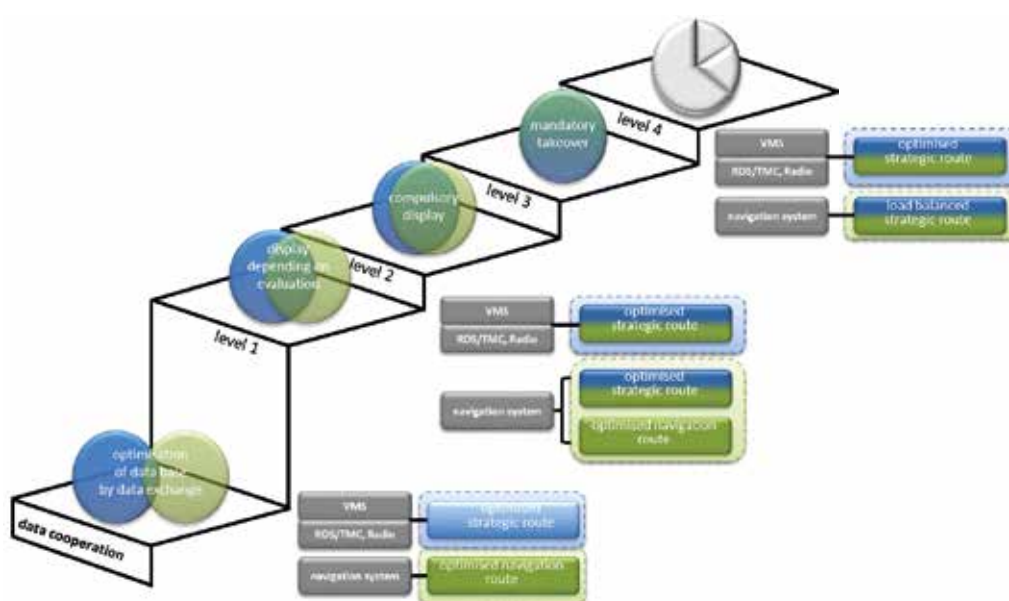 level 4
mandatory
takeover
level 3
compulsory
display
level 2
display
depending on
evaluation
level 1
optimisation
of data base
by data exchange
data cooperation
VMS
RDS/TMC, Radio
optimised
strategic route
navigation system
load balanced
strategic route
VMS
RDS/TMC, Radio
optimised
strategic route
navigation system
optimised
strategic route
optimised navigation
route
VMS
RDS/TMC, Radio
optimised
strategic route
navigation system
optimised navigation
route